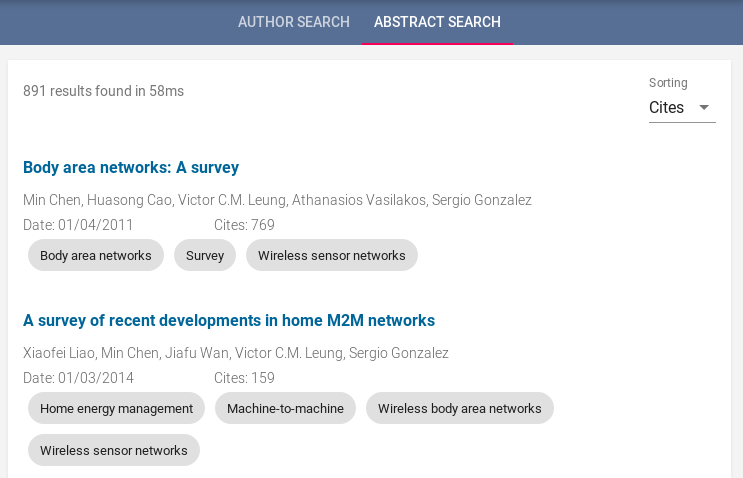 AUTHOR SEARCH ABSTRACT SEARCH
891 results found in 58ms
Sorting
Cites
Body area networks: A survey
Min Chen, Huasong Cao, Victor C.M. Leung, Athanasios Vasilakos, Sergio Gonzalez
Date: 01/04/2011 Cites: 769
Body area networks Survey Wireless sensor networks
A survey of recent developments in home M2M networks
Xiaofei Liao, Min Chen, Jiafu Wan, Victor C.M. Leung, Sergio Gonzalez
Date: 01/03/2014 Cites: 159
Home energy management Machine-to-machine Wireless body area networks
Wireless sensor networks